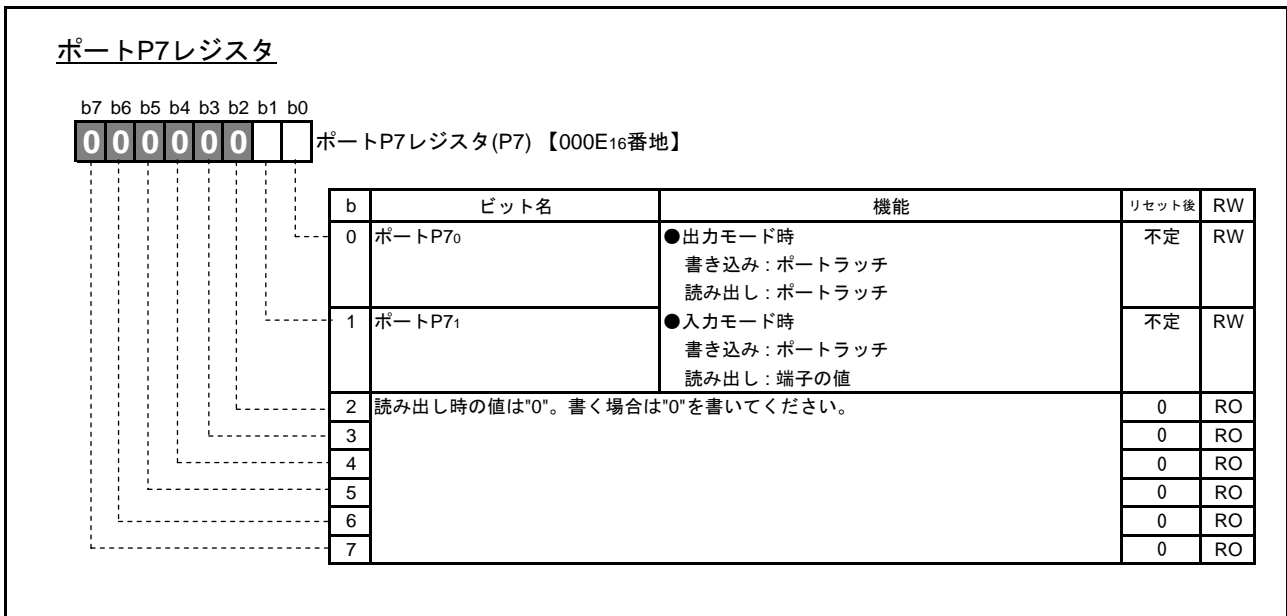 ポートP7レジスタ
b7 b6 b5 b4 b3 b2 b1 b0
0 0 0 0 0 0 ポートP7レジスタ(P7) 【000E16番地】
b ビット名 機能 リセット後 RW
0 ポートP70 ●出力モード時 不定 RW
書き込み : ポートラッチ
読み出し : ポートラッチ
1 ポートP71 ●入力モード時 不定 RW
書き込み : ポートラッチ
読み出し : 端子の値
2 読み出し時の値は"0"。書く場合は"0"を書いてください。 0 RO
3 0 RO
4 0 RO
5 0 RO
6 0 RO
7 0 RO